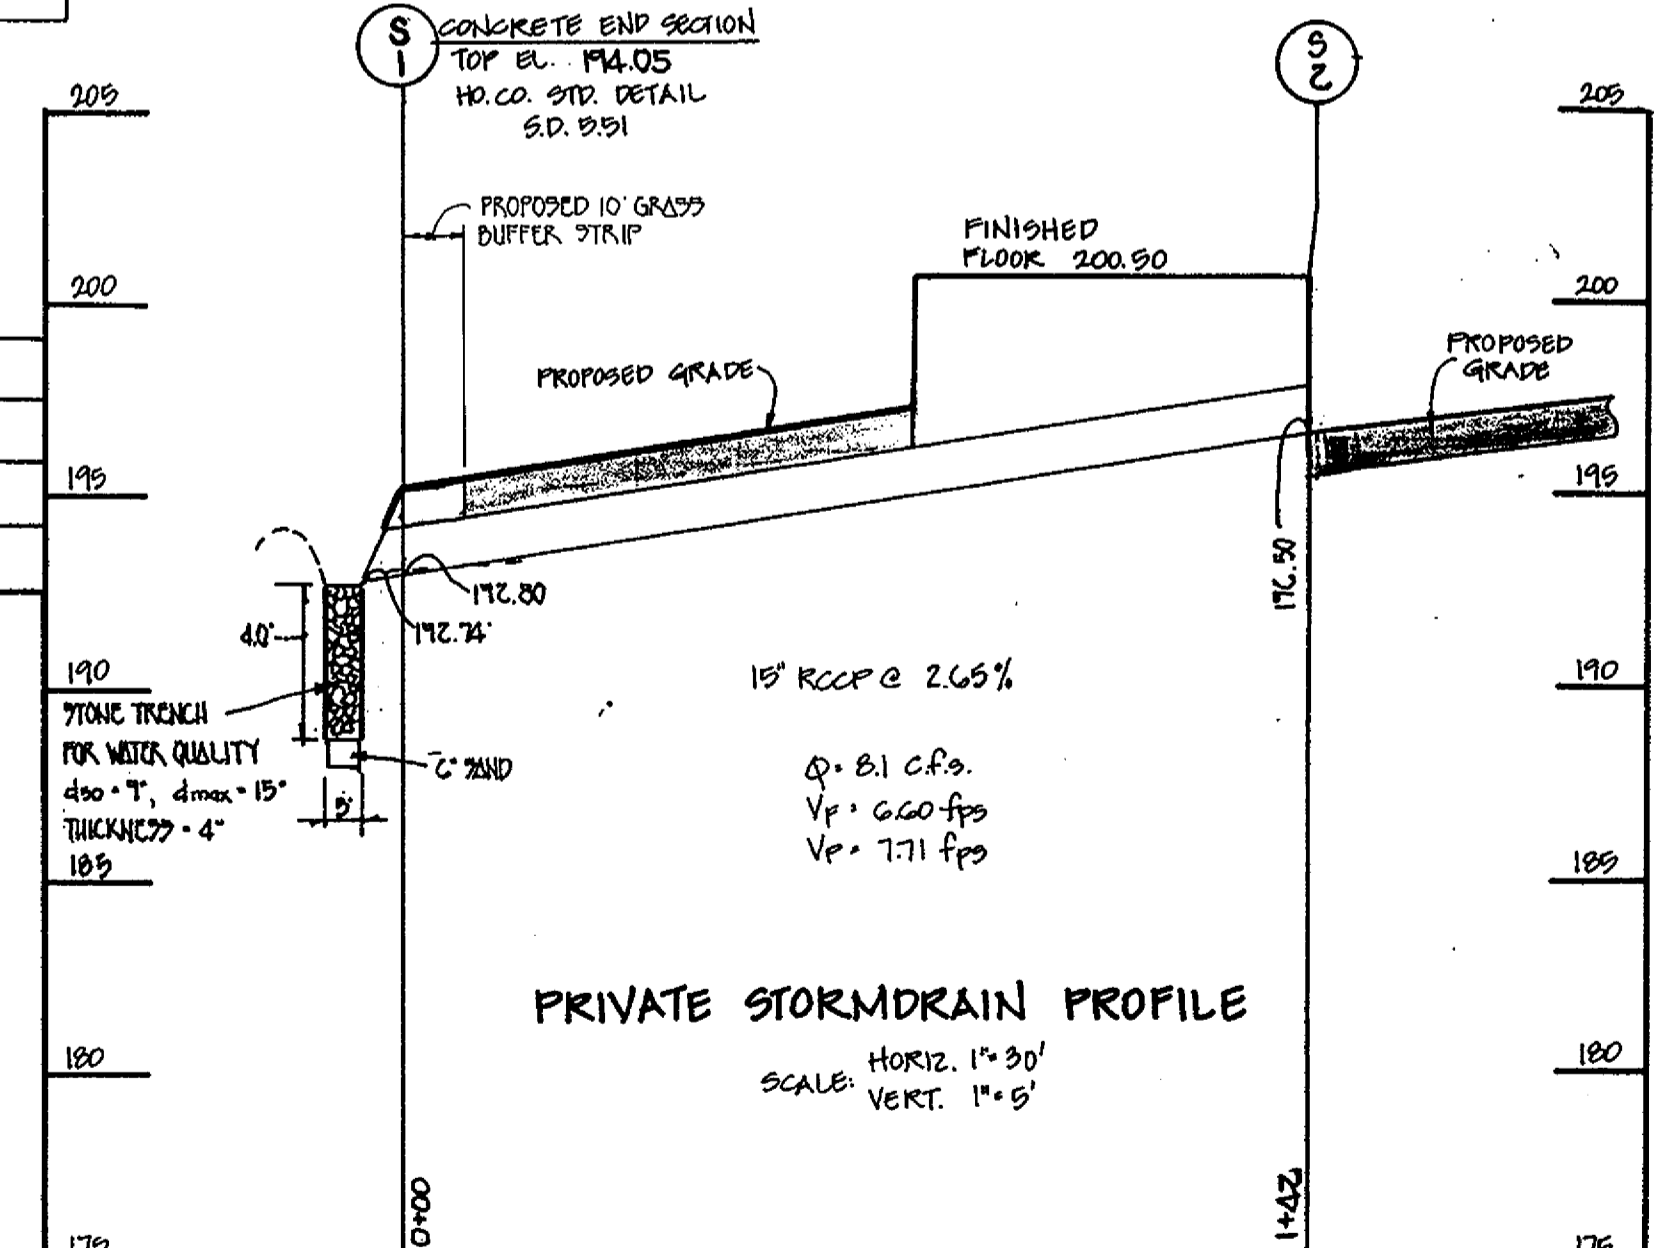 S
1
CONCRETE END SECTION
TOP EL. 194.05
HO.CO. STD. DETAIL
S.D. 5.51
S
2
205
205
PROPOSED 10' GRASS
BUFFER STRIP
FINISHED
FLOOR 200.50
200
200
PROPOSED GRADE
PROPOSED
GRADE
195
195
192.80
192.74'
196.50
4.0'
190
190
15" RCCP @ 2.65%
STONE TRENCH
FOR WATER QUALITY
d50 = 9", dmax = 15"
THICKNESS = 4"
"C" SAND
5'
Q = 8.1 c.f.s.
VF = 6.60 fps
VP = 7.71 fps
185
185
PRIVATE STORMDRAIN PROFILE
SCALE: HORIZ. 1" = 30'
VERT. 1" = 5'
180
180
0+00
175
175